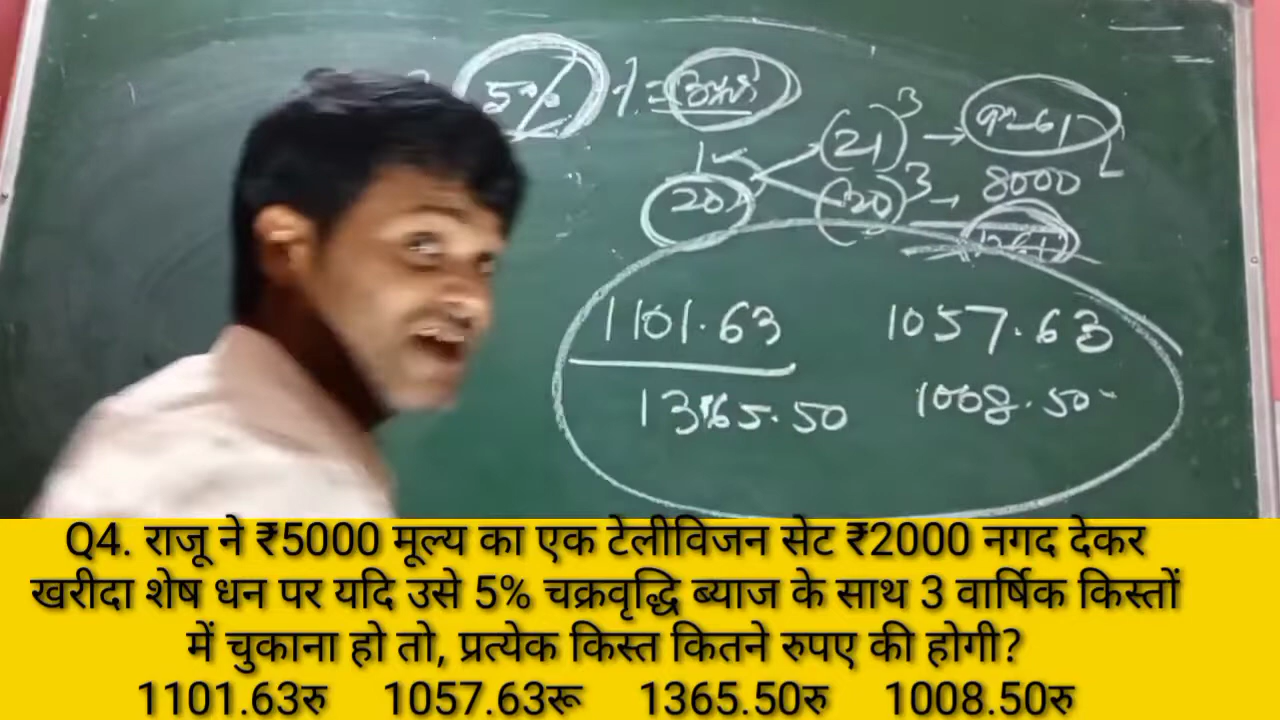 5%
(21)³ → 9261
1
20
(20)³ → 8000
1261
1101.63 1057.63
1365.50 1008.50
Q4. राजू ने ₹5000 मूल्य का एक टेलीविजन सेट ₹2000 नगद देकर
खरीदा शेष धन पर यदि उसे 5% चक्रवृद्धि ब्याज के साथ 3 वार्षिक किस्तों
में चुकाना हो तो, प्रत्येक किस्त कितने रुपए की होगी?
1101.63रु 1057.63रू 1365.50रु 1008.50रु